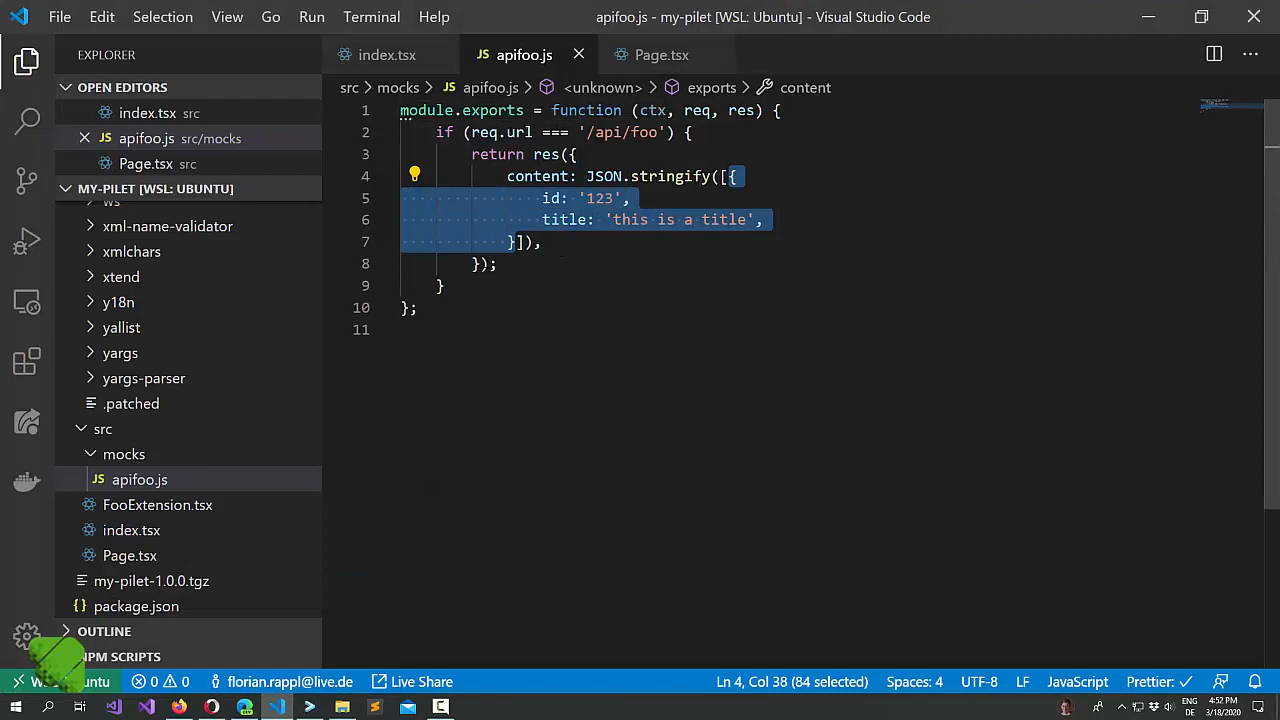 File Edit Selection View Go Run Terminal Help apifoo.js - my-pilet [WSL: Ubuntu] - Visual Studio Code
EXPLORER
index.tsx JS apifoo.js Page.tsx
OPEN EDITORS
index.tsx src
JS apifoo.js src/mocks
Page.tsx src
MY-PILET [WSL: UBUNTU]
ws
xml-name-validator
xmlchars
xtend
y18n
yallist
yargs
yargs-parser
.patched
src
mocks
JS apifoo.js
FooExtension.tsx
index.tsx
Page.tsx
my-pilet-1.0.0.tgz
{} package.json
OUTLINE
NPM SCRIPTS
src > mocks > JS apifoo.js > <unknown> > exports > content
1 module.exports = function (ctx, req, res) {
2 if (req.url === '/api/foo') {
3 return res({
4 content: JSON.stringify([{
5 id: '123',
6 title: 'this is a title',
7 }]),
8 });
9 }
10 };
11
Ubuntu 0 0 florian.rappl@live.de Live Share Ln 4, Col 38 (84 selected) Spaces: 4 UTF-8 LF JavaScript Prettier: ✓
ENG 4:52 PM
DE 3/18/2020